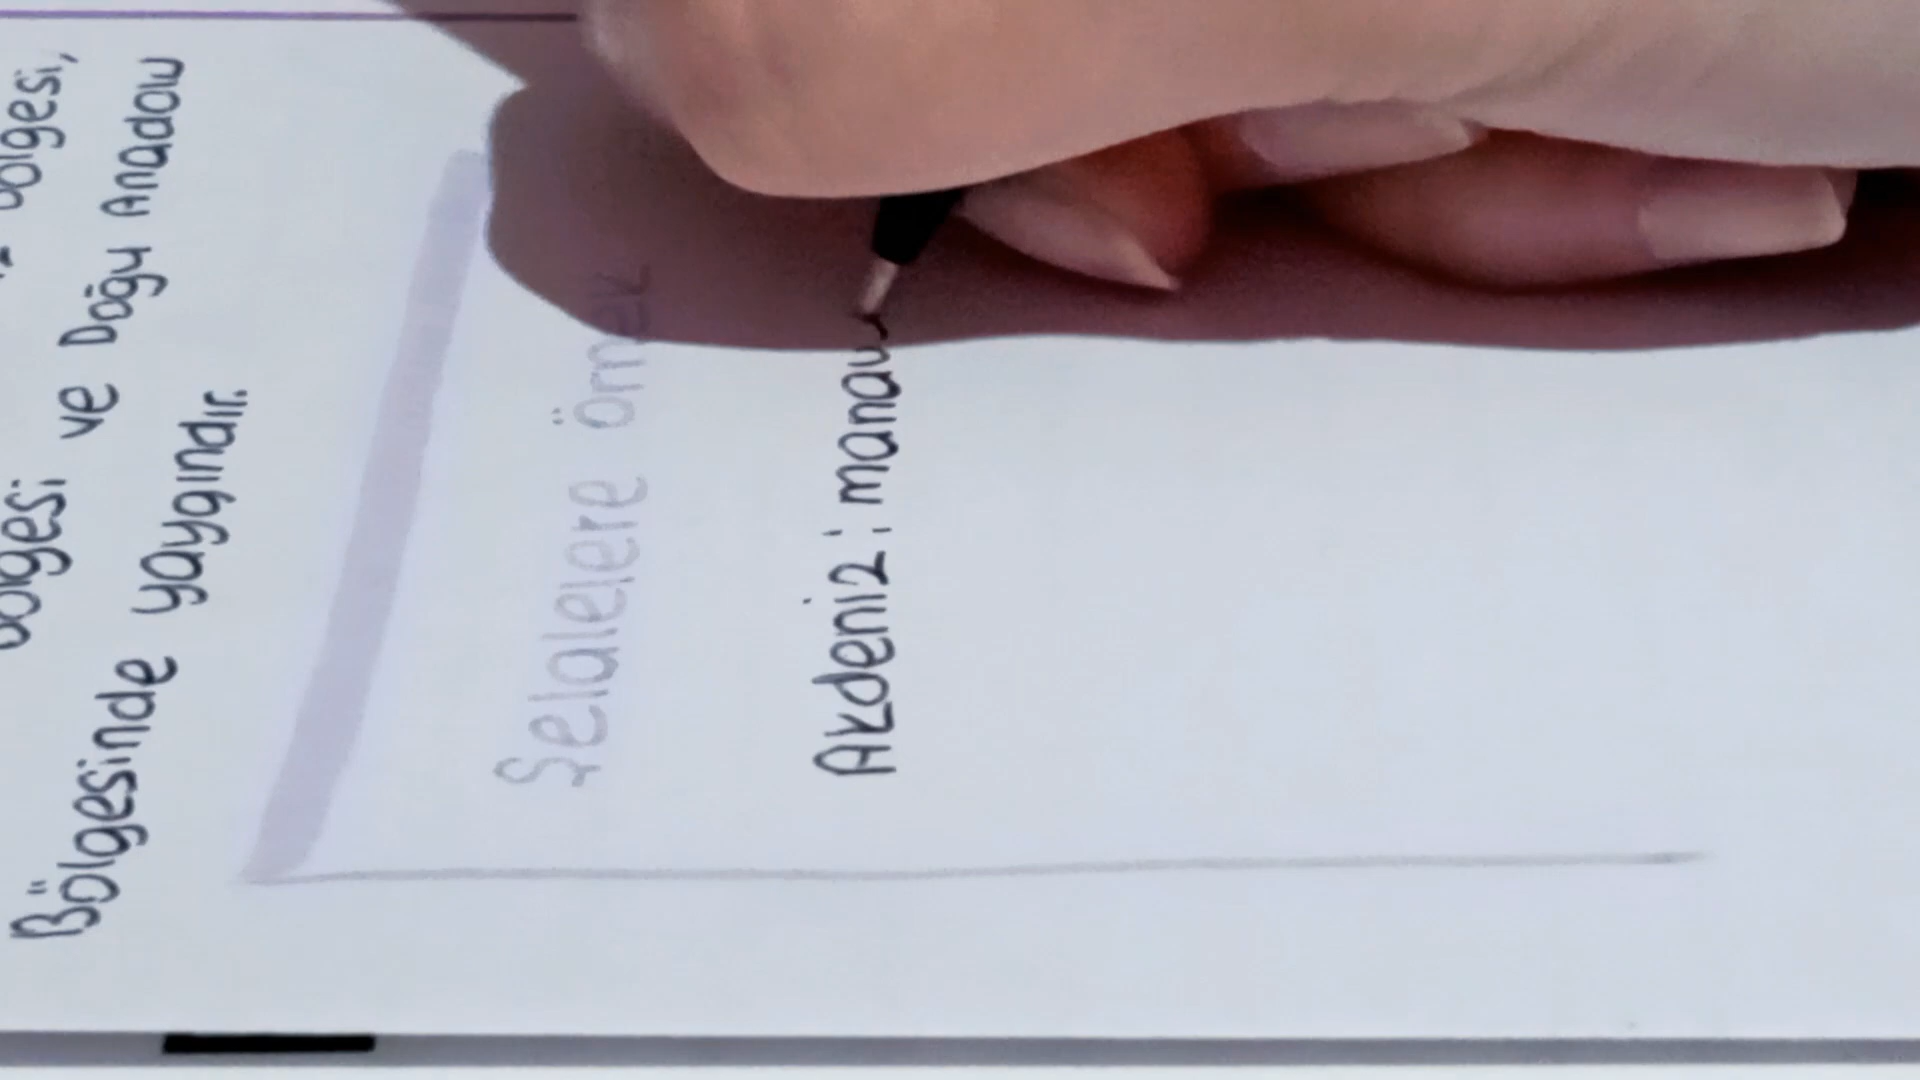 Bölgesi,
Bölgesi ve Doğu Anadolu
Bölgesinde yaygındır.
Şelalelere Örnek
Akdeniz; manav